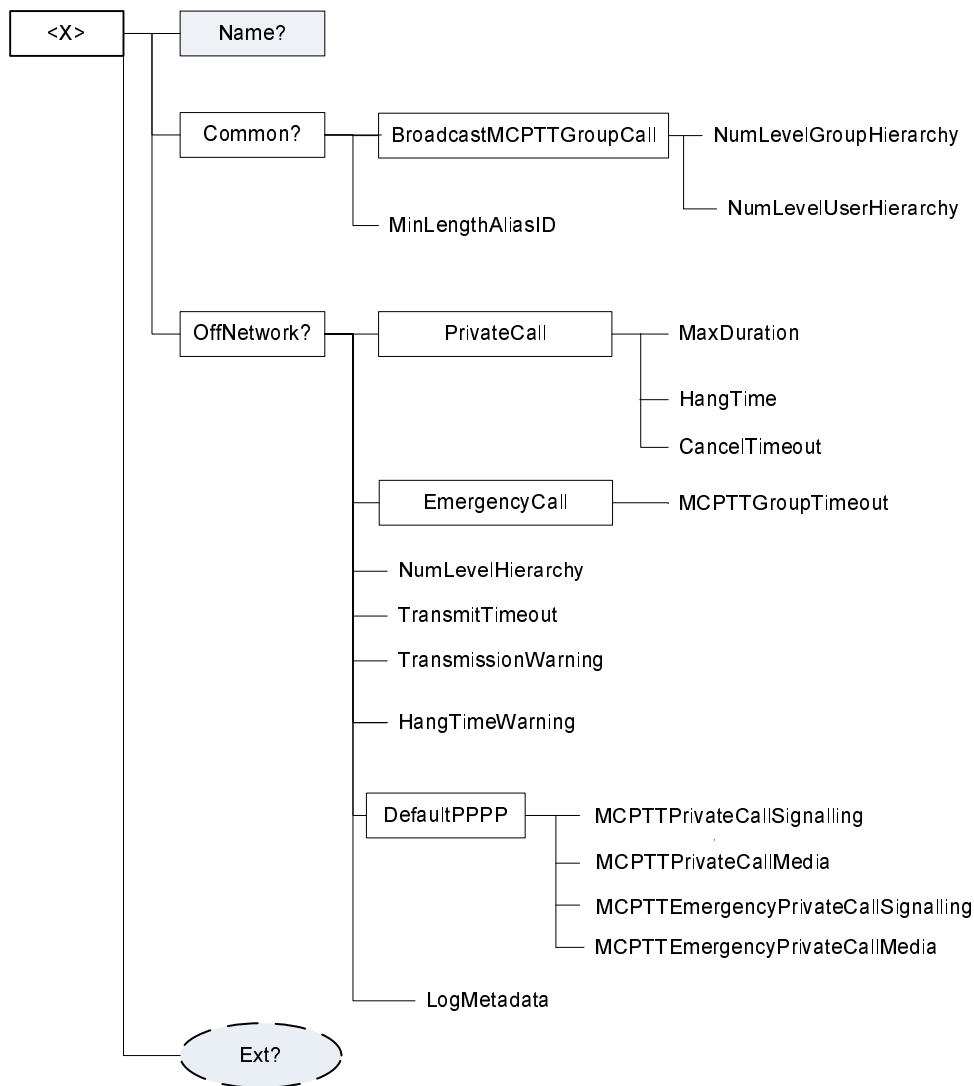 <X>
Name?
Common?
BroadcastMCPTTGroupCall
NumLevelGroupHierarchy
NumLevelUserHierarchy
MinLengthAliasID
OffNetwork?
PrivateCall
MaxDuration
HangTime
CancelTimeout
EmergencyCall
MCPTTGroupTimeout
NumLevelHierarchy
TransmitTimeout
TransmissionWarning
HangTimeWarning
DefaultPPPP
MCPTTPrivateCallSignalling
MCPTTPrivateCallMedia
MCPTTEmergencyPrivateCallSignalling
MCPTTEmergencyPrivateCallMedia
LogMetadata
Ext?